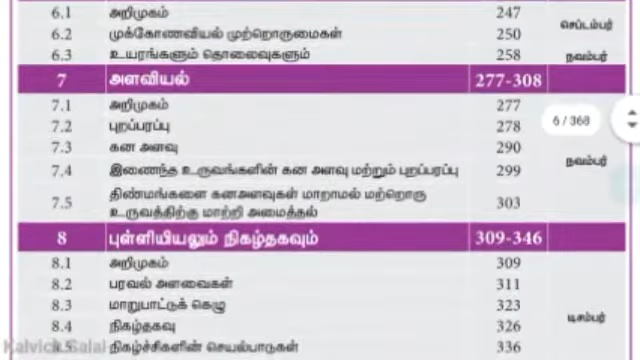 6.1 அறிமுகம் 247
6.2 முக்கோணவியல் முற்றொருமைகள் 250 செப்டம்பர்
6.3 உயரங்களும் தொலைவுகளும் 258 நவம்பர்
7 அளவியல் 277-308
7.1 அறிமுகம் 277
7.2 புறப்பரப்பு 278
6 / 368
7.3 கன அளவு 290
நவம்பர்
7.4 இணைந்த உருவங்களின் கன அளவு மற்றும் புறப்பரப்பு 299
7.5 திண்மங்களை கனஅளவுகள் மாறாமல் மற்றொரு
உருவத்திற்கு மாற்றி அமைத்தல் 303
8 புள்ளியியலும் நிகழ்தகவும் 309-346
8.1 அறிமுகம் 309
8.2 பரவல் அளவைகள் 311
8.3 மாறுபாட்டுக் கெழு 323
டிசம்பர்
8.4 நிகழ்தகவு 326
Kalvick Salai
நிகழ்ச்சிகளின் செயல்பாடுகள் 336